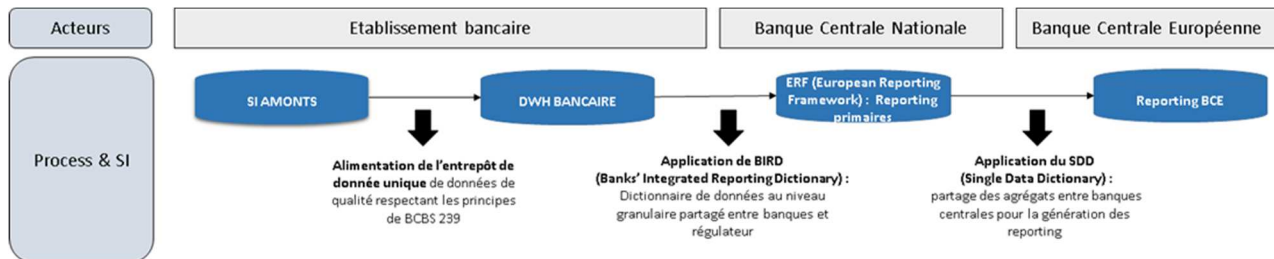 Acteurs
Etablissement bancaire
Banque Centrale Nationale
Banque Centrale Européenne
Process & SI
SI AMONTS
DWH BANCAIRE
ERF (European Reporting
Framework) : Reporting
primaires
Reporting BCE
Alimentation de l'entrepôt de
donnée unique de données de
qualité respectant les principes
de BCBS 239
Application de BIRD
(Banks' Integrated Reporting Dictionary) :
Dictionnaire de données au niveau
granulaire partagé entre banques et
régulateur
Application du SDD
(Single Data Dictionary) :
partage des agrégats entre banques
centrales pour la génération des
reporting